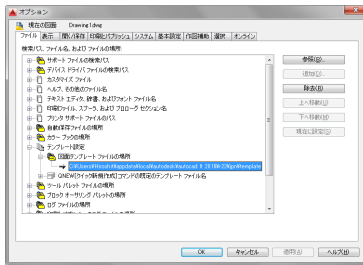 オプション
現在の図面: Drawing1.dwg
ファイル 表示 開く/保存 印刷とパブリッシュ システム 基本設定 作図補助 選択 オンライン
検索パス、ファイル名、およびファイルの場所:
サポート ファイルの検索パス
デバイス ドライバ ファイルの検索パス
カスタマイズ ファイル
ヘルプ、その他のファイル名
テキスト エディタ、辞書、およびフォント ファイル名
印刷ファイル、スプーラ、およびプロローグ セクション名
プリンタ サポート ファイルのパス
自動保存ファイルの場所
カラー ブックの場所
テンプレート設定
図面テンプレート ファイルの場所
QNEW[クイック新規作成]コマンドの既定のテンプレート ファイル名
ツール パレット ファイルの場所
ブロック オーサリング パレットの場所
ログ ファイルの場所
参照(B)...
追加(D)...
除去(R)
上へ移動(U)
下へ移動(W)
現在に設定(S)
OK キャンセル 適用(A) ヘルプ(H)